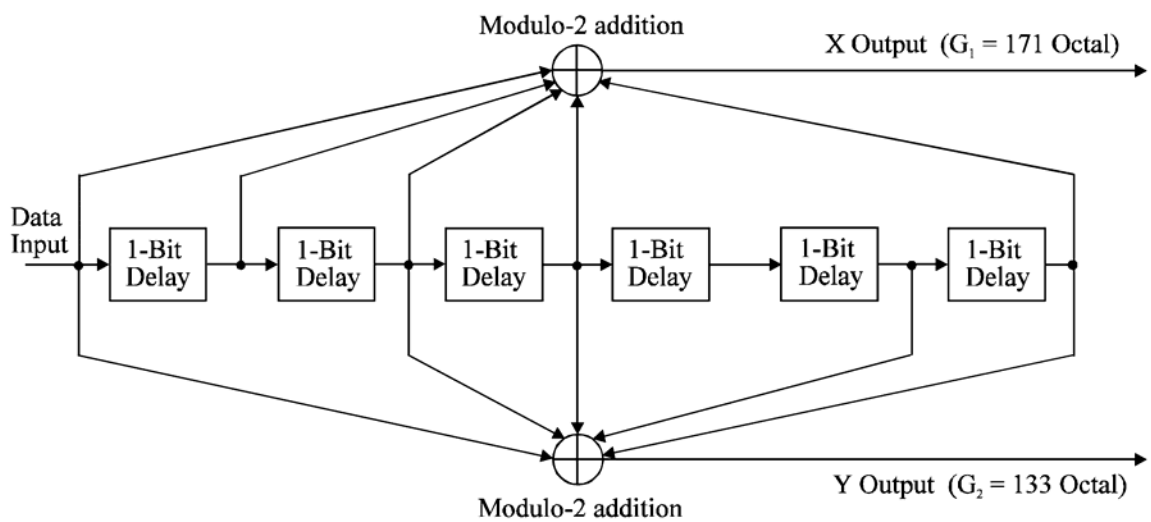 Modulo-2 addition
X Output (G₁ = 171 Octal)
Data
Input
1-Bit
Delay
1-Bit
Delay
1-Bit
Delay
1-Bit
Delay
1-Bit
Delay
1-Bit
Delay
Y Output (G₂ = 133 Octal)
Modulo-2 addition